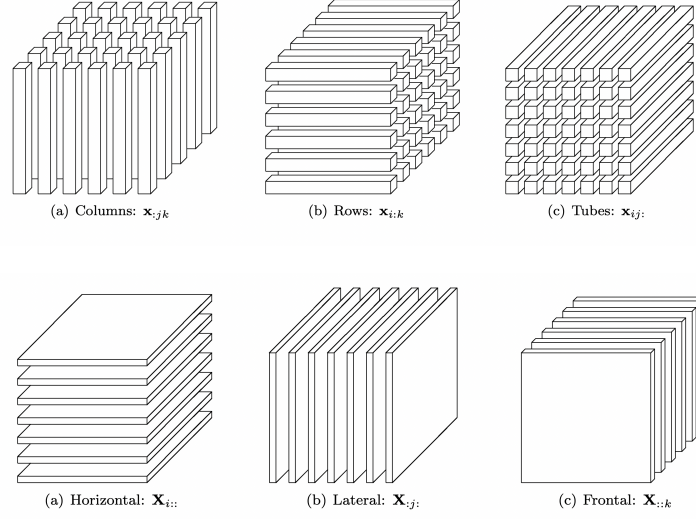 (a) Columns: x:jk
(b) Rows: xi:k
(c) Tubes: xij:
(a) Horizontal: Xi::
(b) Lateral: X:j:
(c) Frontal: X::k